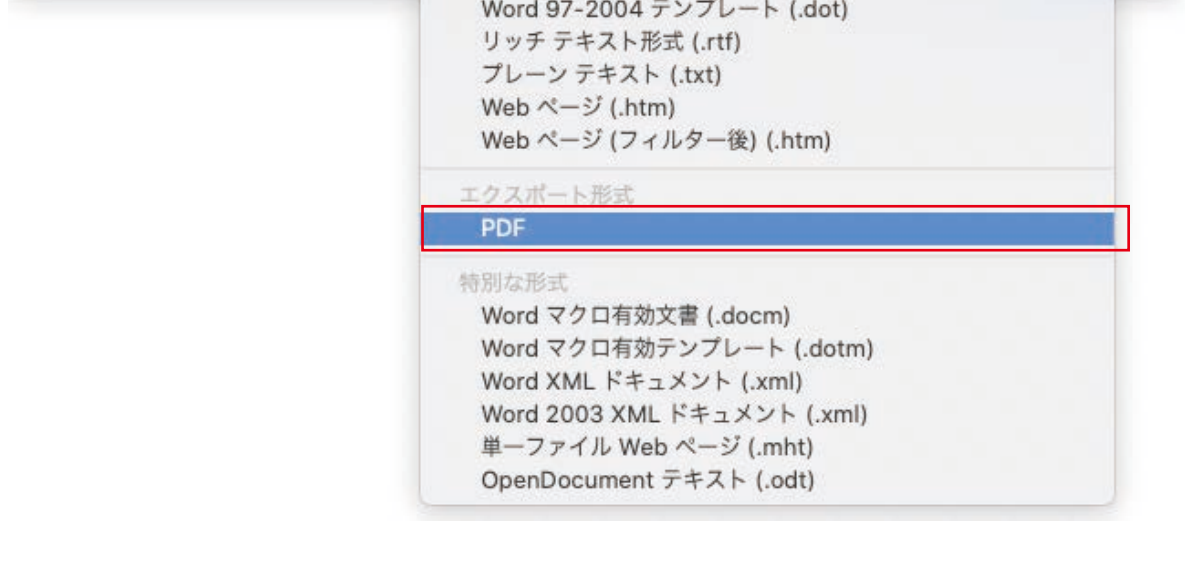 Word 97-2004 テンプレート (.dot)
リッチ テキスト形式 (.rtf)
プレーン テキスト (.txt)
Web ページ (.htm)
Web ページ (フィルター後) (.htm)
エクスポート形式
PDF
特別な形式
Word マクロ有効文書 (.docm)
Word マクロ有効テンプレート (.dotm)
Word XML ドキュメント (.xml)
Word 2003 XML ドキュメント (.xml)
単一ファイル Web ページ (.mht)
OpenDocument テキスト (.odt)